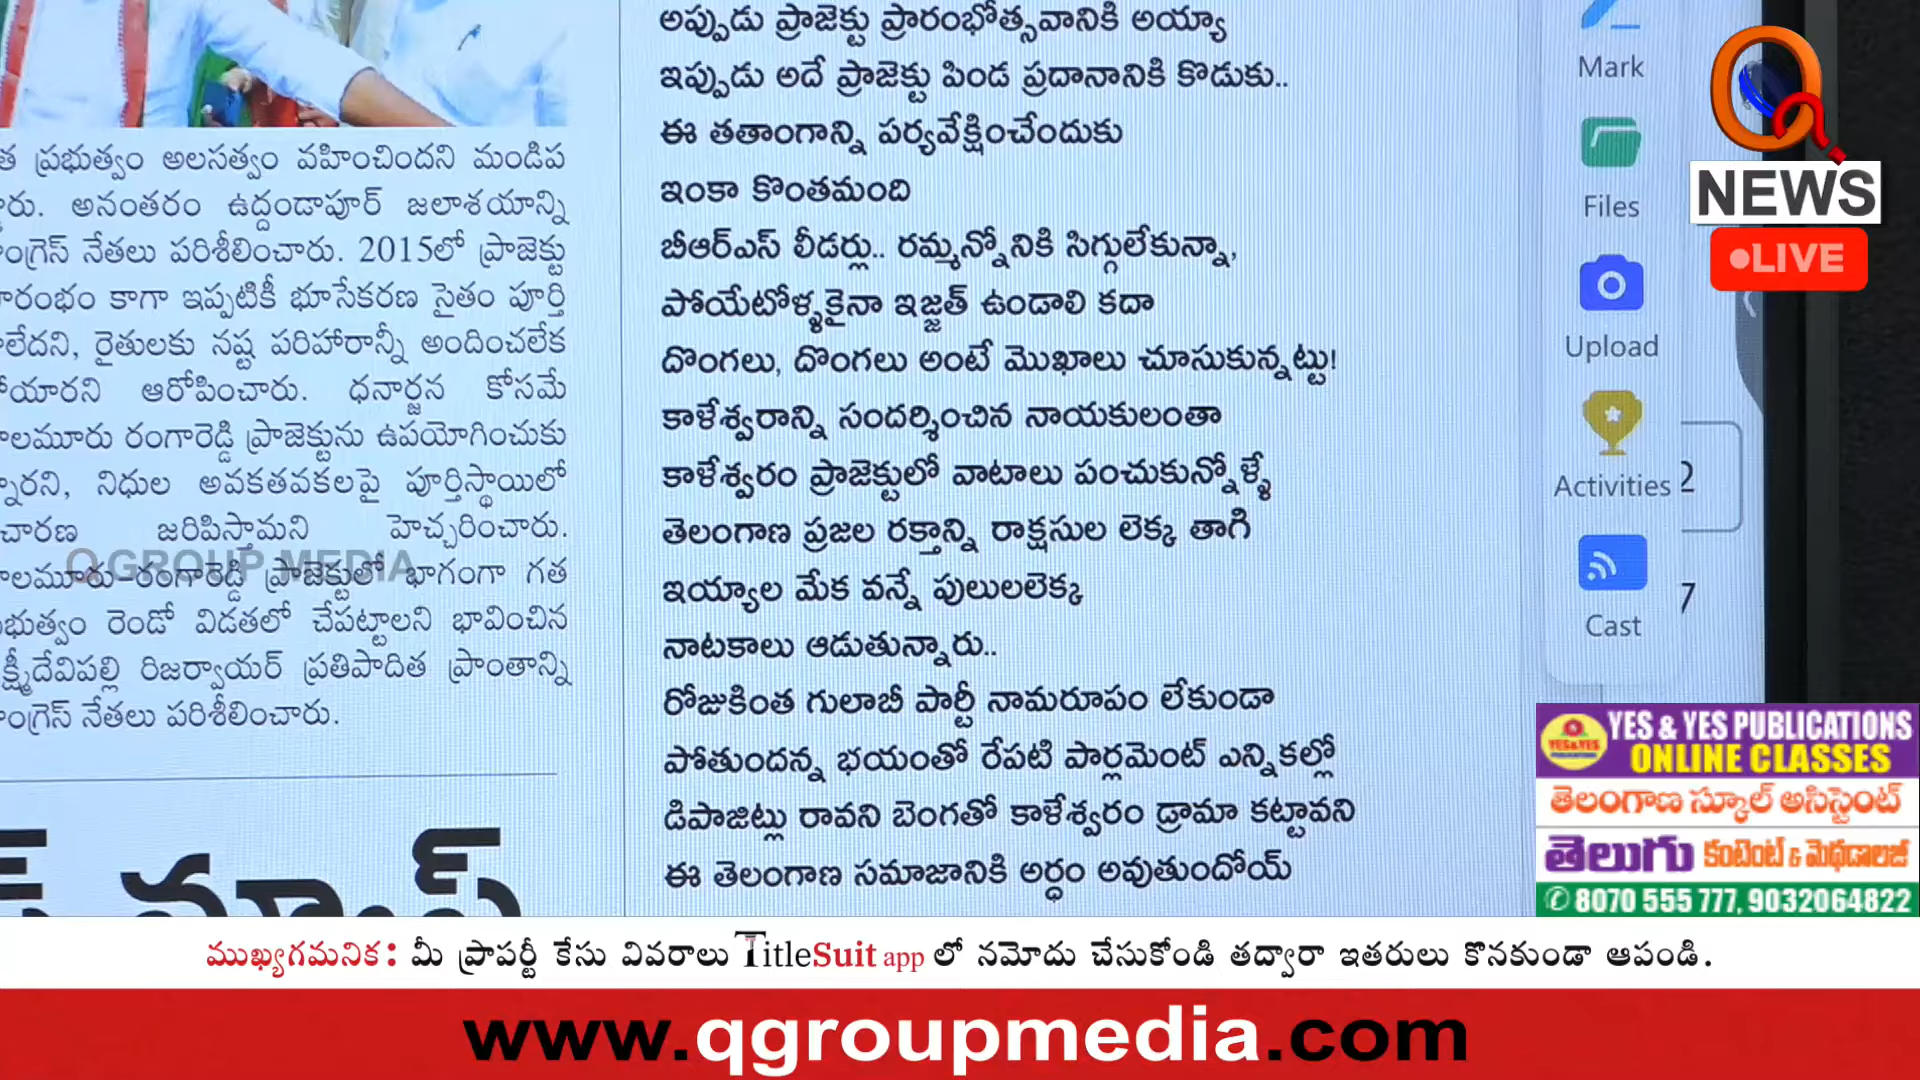 అప్పుడు ప్రాజెక్టు ప్రారంభోత్సవానికి అయ్యా
ఇప్పుడు అదే ప్రాజెక్టు పిండ ప్రదానానికి కొడుకు..
ఈ తతాంగాన్ని పర్యవేక్షించేందుకు
ఇంకా కొంతమంది
బీఆర్ఎస్ లీడర్లు.. రమ్మన్నోనికి సిగ్గులేకున్నా,
పోయేటోళ్ళకైనా ఇజ్జత్ ఉండాలి కదా
దొంగలు, దొంగలు అంటే మొఖాలు చూసుకున్నట్టు!
కాళేశ్వరాన్ని సందర్శించిన నాయకులంతా
కాళేశ్వరం ప్రాజెక్టులో వాటాలు పంచుకున్నోళ్ళే
తెలంగాణ ప్రజల రక్తాన్ని రాక్షసుల లెక్క తాగి
ఇయ్యాల మేక వన్నే పులులలెక్క
నాటకాలు ఆడుతున్నారు..
రోజుకింత గులాబీ పార్టీ నామరూపం లేకుండా
పోతుందన్న భయంతో రేపటి పార్లమెంట్ ఎన్నికల్లో
డిపాజిట్లు రావని బెంగతో కాళేశ్వరం డ్రామా కట్టావని
ఈ తెలంగాణ సమాజానికి అర్ధం అవుతుందోయ్
ప్రభుత్వం అలసత్వం వహించిందని మండిప
అనంతరం ఉద్దండాపూర్ జలాశయాన్ని
నేతలు పరిశీలించారు. 2015లో ప్రాజెక్టు
కాగా ఇప్పటికీ భూసేకరణ సైతం పూర్తి
రైతులకు నష్ట పరిహారాన్నీ అందించలేక
ఆరోపించారు. ధనార్జన కోసమే
రంగారెడ్డి ప్రాజెక్టును ఉపయోగించుకు
నిధుల అవకతవకలపై పూర్తిస్థాయిలో
జరిపిస్తామని హెచ్చరించారు.
ప్రాజెక్టులో భాగంగా గత
రెండో విడతలో చేపట్టాలని భావించిన
రిజర్వాయర్ ప్రతిపాదిత ప్రాంతాన్ని
నేతలు పరిశీలించారు.
QGROUP MEDIA
Mark
Files
Upload
Activities
Cast
2
7
Q
NEWS
LIVE
YES & YES PUBLICATIONS
ONLINE CLASSES
YES&YES
తెలంగాణ స్కూల్ అసిస్టెంట్
తెలుగు కంటెంట్ & మెథడాలజీ
8070 555 777, 9032064822
ముఖ్యగమనిక: మీ ప్రాపర్టీ కేసు వివరాలు TitleSuit app లో నమోదు చేసుకోండి తద్వారా ఇతరులు కొనకుండా ఆపండి.
www.qgroupmedia.com